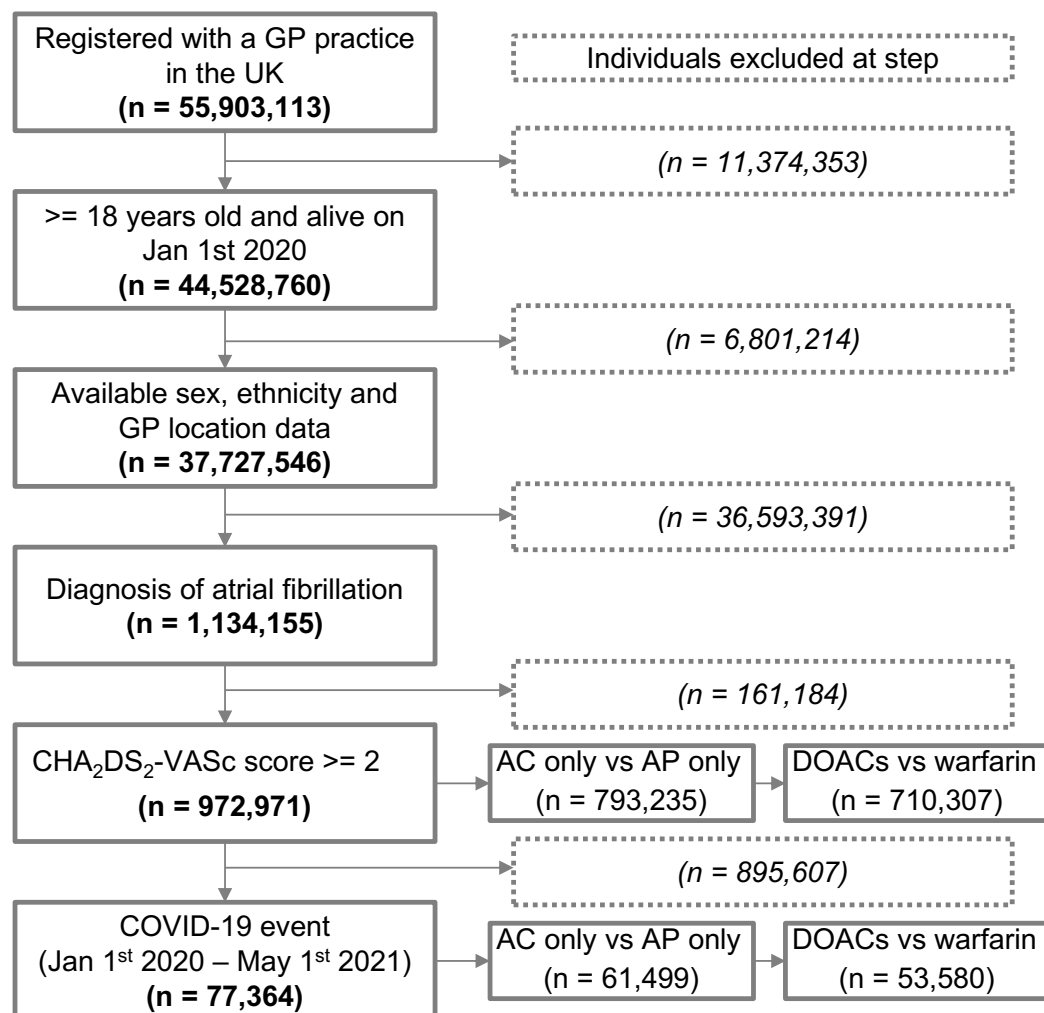 Registered with a GP practice
in the UK
(n = 55,903,113)
Individuals excluded at step
(n = 11,374,353)
>= 18 years old and alive on
Jan 1st 2020
(n = 44,528,760)
(n = 6,801,214)
Available sex, ethnicity and
GP location data
(n = 37,727,546)
(n = 36,593,391)
Diagnosis of atrial fibrillation
(n = 1,134,155)
(n = 161,184)
CHA₂DS₂-VASc score >= 2
(n = 972,971)
AC only vs AP only
(n = 793,235)
DOACs vs warfarin
(n = 710,307)
(n = 895,607)
COVID-19 event
(Jan 1ˢᵗ 2020 – May 1ˢᵗ 2021)
(n = 77,364)
AC only vs AP only
(n = 61,499)
DOACs vs warfarin
(n = 53,580)